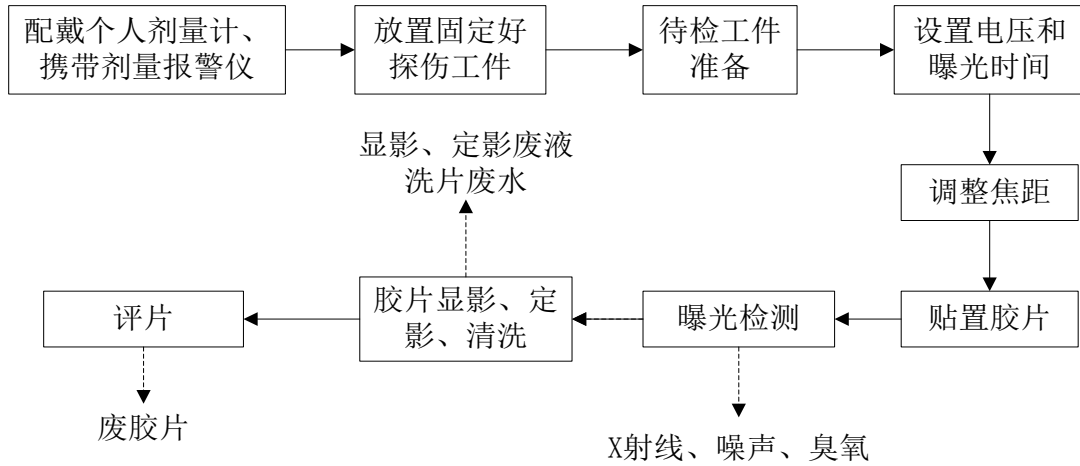 配戴个人剂量计、
携带剂量报警仪
放置固定好
探伤工件
待检工件
准备
设置电压和
曝光时间
调整焦距
贴置胶片
曝光检测
X射线、噪声、臭氧
胶片显影、定
影、清洗
显影、定影废液
洗片废水
评片
废胶片